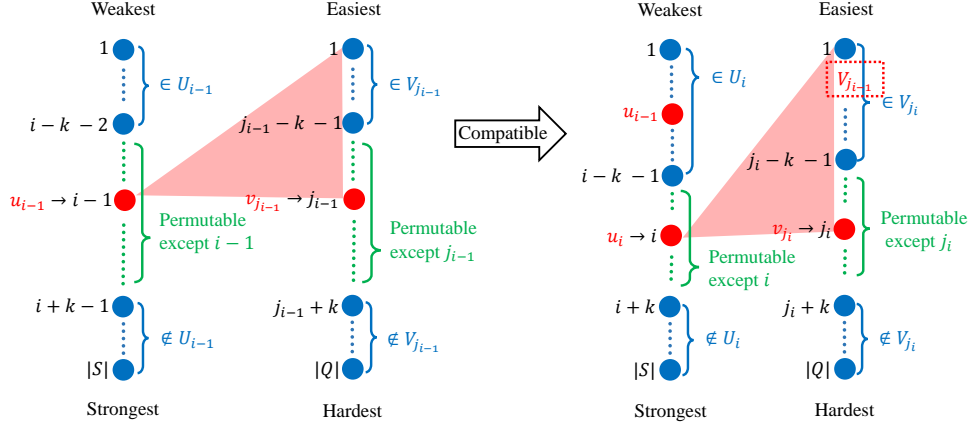 Weakest
Easiest
1
1
∈ U_{i−1}
∈ V_{j_{i−1}}
i − k − 2
j_{i−1} − k − 1
u_{i−1} → i − 1
v_{j_{i−1}} → j_{i−1}
Permutable
except i − 1
Permutable
except j_{i−1}
i + k − 1
j_{i−1} + k
∉ U_{i−1}
∉ V_{j_{i−1}}
|S|
|Q|
Strongest
Hardest
Compatible
Weakest
Easiest
1
1
∈ U_i
V_{j_{i−1}}
∈ V_{j_i}
u_{i−1}
j_i − k − 1
i − k − 1
u_i → i
v_{j_i} → j_i
Permutable
except i
Permutable
except j_i
i + k
j_i + k
∉ U_i
∉ V_{j_i}
|S|
|Q|
Strongest
Hardest